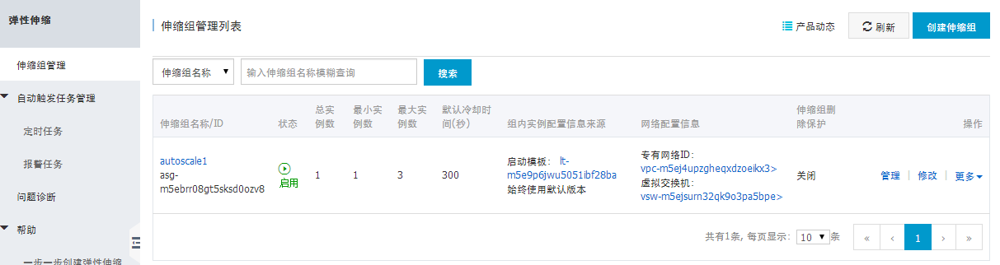 弹性伸缩
伸缩组管理
自动触发任务管理
定时任务
报警任务
问题诊断
帮助
一步一步创建弹性伸缩
伸缩组管理列表
产品动态
刷新
创建伸缩组
伸缩组名称
输入伸缩组名称模糊查询
搜索
伸缩组名称/ID
状态
总实
例数
最小实
例数
最大实
例数
默认冷却时
间(秒)
组内实例配置信息来源
网络配置信息
伸缩组删
除保护
操作
autoscale1
asg-
m5ebrr08gt5sksd0ozv8
启用
1
1
3
300
启动模板： lt-
m5e9p6jwu5051ibf28ba
始终使用默认版本
专有网络ID：
vpc-m5ej4upzgheqxdzoeikx3>
虚拟交换机：
vsw-m5ejsurn32qk9o3pa5bpe>
关闭
管理 | 修改 | 更多
共有1条, 每页显示： 10 条
« ‹ 1 › »